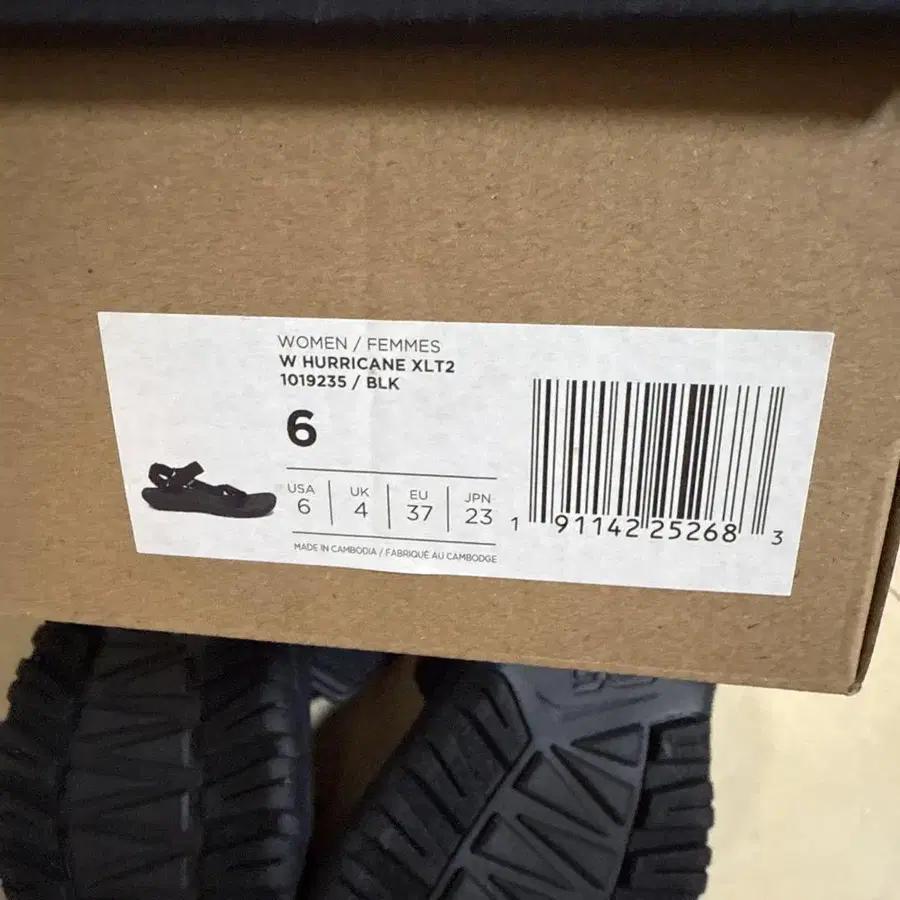 WOMEN / FEMMES
W HURRICANE XLT2
1019235 / BLK
6
USA UK EU JPN
6 4 37 23
MADE IN CAMBODIA / FABRIQUÉ AU CAMBODGE
1 91142 25268 3